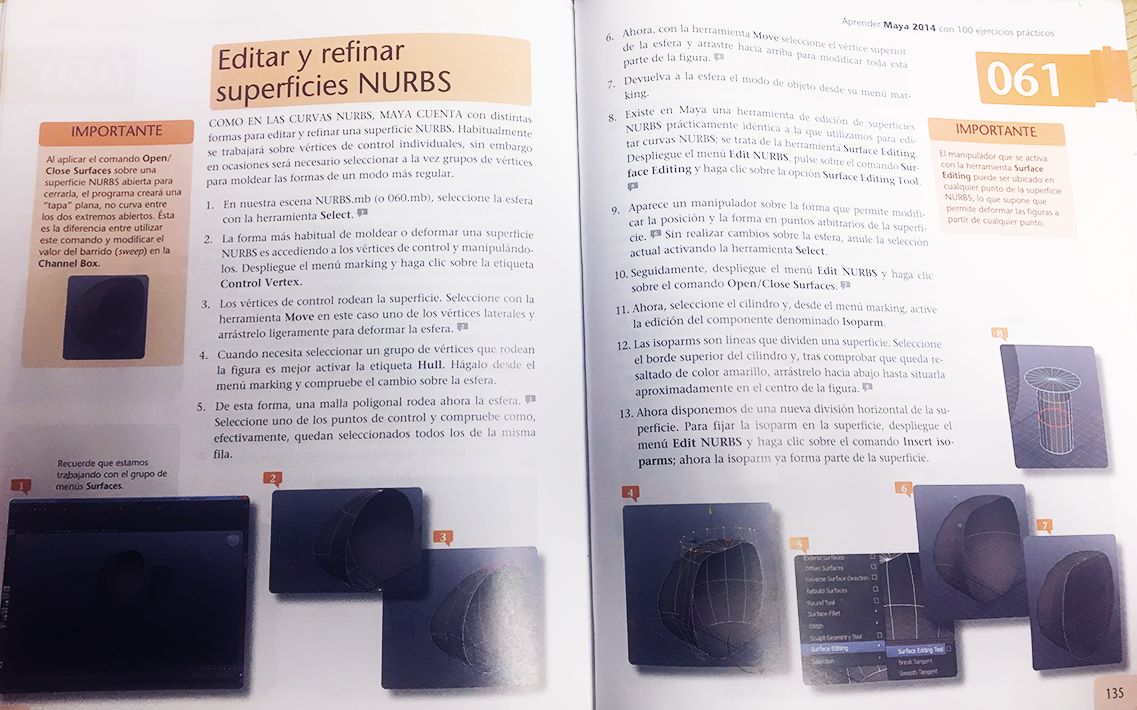 Editar y refinar
superficies NURBS
IMPORTANTE
Al aplicar el comando Open/
Close Surfaces sobre una
superficie NURBS abierta para
cerrarla, el programa creará una
"tapa" plana, no curva entre
los dos extremos abiertos. Ésta
es la diferencia entre utilizar
este comando y modificar el
valor del barrido (sweep) en la
Channel Box.
COMO EN LAS CURVAS NURBS, MAYA CUENTA con distintas
formas para editar y refinar una superficie NURBS. Habitualmente
se trabajará sobre vértices de control individuales, sin embargo
en ocasiones será necesario seleccionar a la vez grupos de vértices
para moldear las formas de un modo más regular.
1. En nuestra escena NURBS.mb (o 060.mb), seleccione la esfera
con la herramienta Select. 1
2. La forma más habitual de moldear o deformar una superficie
NURBS es accediendo a los vértices de control y manipulándo-
los. Despliegue el menú marking y haga clic sobre la etiqueta
Control Vertex.
3. Los vértices de control rodean la superficie. Seleccione con la
herramienta Move en este caso uno de los vértices laterales y
arrástrelo ligeramente para deformar la esfera. 2
4. Cuando necesita seleccionar un grupo de vértices que rodean
la figura es mejor activar la etiqueta Hull. Hágalo desde el
menú marking y compruebe el cambio sobre la esfera.
5. De esta forma, una malla poligonal rodea ahora la esfera. 3
Seleccione uno de los puntos de control y compruebe como,
efectivamente, quedan seleccionados todos los de la misma
fila.
Recuerde que estamos
trabajando con el grupo de
menús Surfaces.
1
2
3
Aprender Maya 2014 con 100 ejercicios prácticos
061
6. Ahora, con la herramienta Move seleccione el vértice superior
de la esfera y arrastre hacia arriba para modificar toda esta
parte de la figura. 4
7. Devuelva a la esfera el modo de objeto desde su menú mar-
king.
8. Existe en Maya una herramienta de edición de superficies
NURBS prácticamente idéntica a la que utilizamos para edi-
tar curvas NURBS; se trata de la herramienta Surface Editing.
Despliegue el menú Edit NURBS, pulse sobre el comando Sur-
face Editing y haga clic sobre la opción Surface Editing Tool.
5
9. Aparece un manipulador sobre la forma que permite modifi-
car la posición y la forma en puntos arbitrarios de la superfi-
cie. 6 Sin realizar cambios sobre la esfera, anule la selección
actual activando la herramienta Select.
10. Seguidamente, despliegue el menú Edit NURBS y haga clic
sobre el comando Open/Close Surfaces. 7
11. Ahora, seleccione el cilindro y, desde el menú marking, active
la edición del componente denominado Isoparm.
12. Las isoparms son líneas que dividen una superficie. Seleccione
el borde superior del cilindro y, tras comprobar que queda re-
saltado de color amarillo, arrástrelo hacia abajo hasta situarla
aproximadamente en el centro de la figura. 8
13. Ahora disponemos de una nueva división horizontal de la su-
perficie. Para fijar la isoparm en la superficie, despliegue el
menú Edit NURBS y haga clic sobre el comando Insert iso-
parms; ahora la isoparm ya forma parte de la superficie.
IMPORTANTE
El manipulador que se activa
con la herramienta Surface
Editing puede ser ubicado en
cualquier punto de la superficie
NURBS, lo que supone que
permite deformar las figuras a
partir de cualquier punto.
8
4
5
Extend Surfaces
Offset Surfaces
Reverse Surface Direction
Rebuild Surfaces
Round Tool
Surface Fillet
Stitch
Sculpt Geometry Tool
Surface Editing
Selection
Surface Editing Tool
Break Tangent
Smooth Tangent
6
7
135